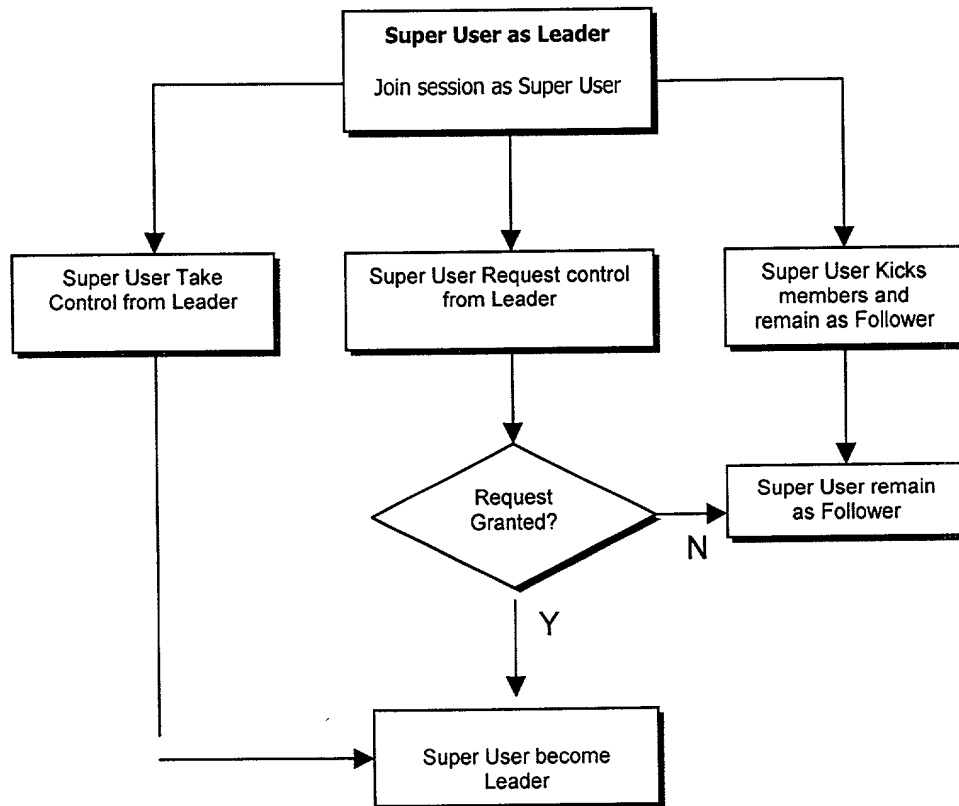 Super User as Leader
Join session as Super User
Super User Take
Control from Leader
Super User Request control
from Leader
Super User Kicks
members and
remain as Follower
Request
Granted?
N
Super User remain
as Follower
Y
Super User become
Leader